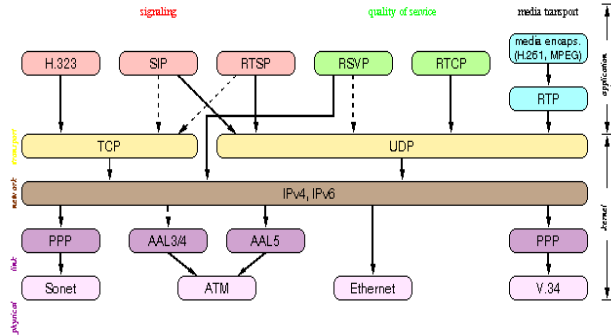 signaling quality of service media transport
media encaps.
(H.261, MPEG)
H.323 SIP RTSP RSVP RTCP
application
RTP
TCP UDP
transport
IPv4, IPv6
network
kernel
PPP AAL3/4 AAL5 PPP
link
Sonet ATM Ethernet V.34
physical